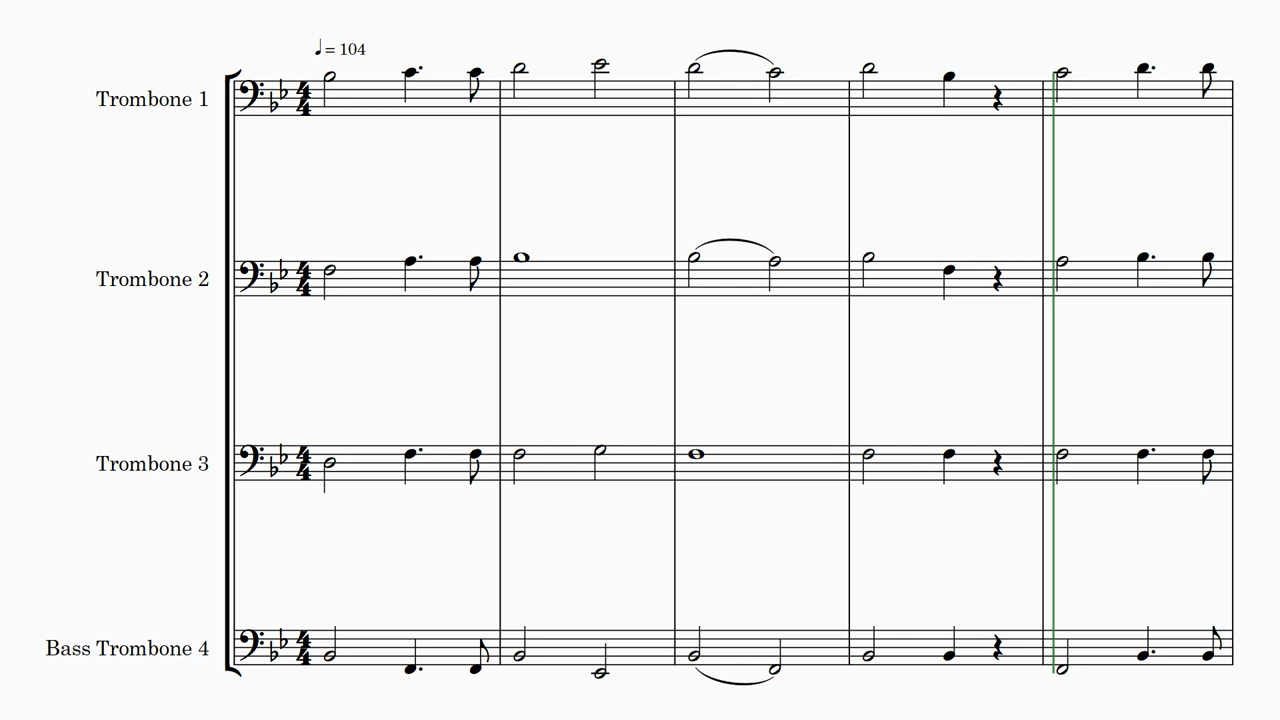 ♩= 104
Trombone 1
Trombone 2
Trombone 3
Bass Trombone 4